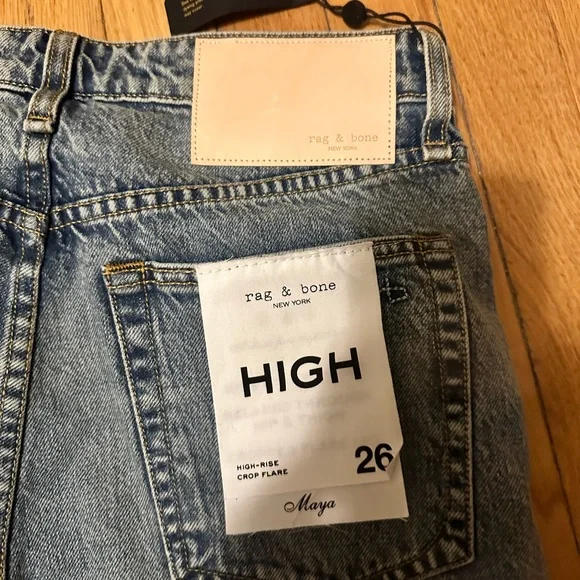 rag & bone
NEW YORK
rag & bone
NEW YORK
HIGH
HIGH-RISE
CROP FLARE
26
Maya